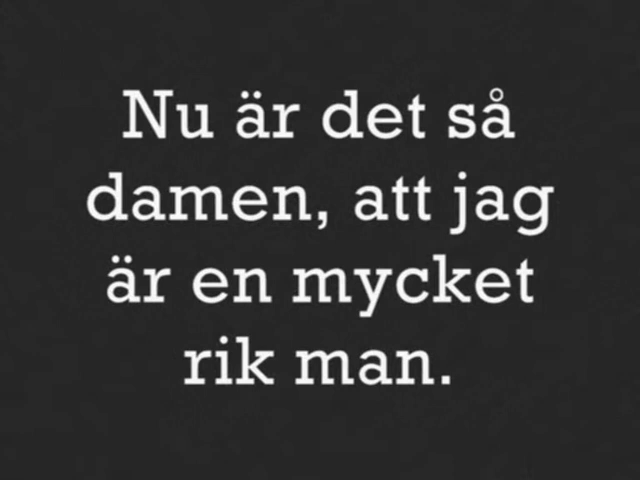 Nu är det så
damen, att jag
är en mycket
rik man.